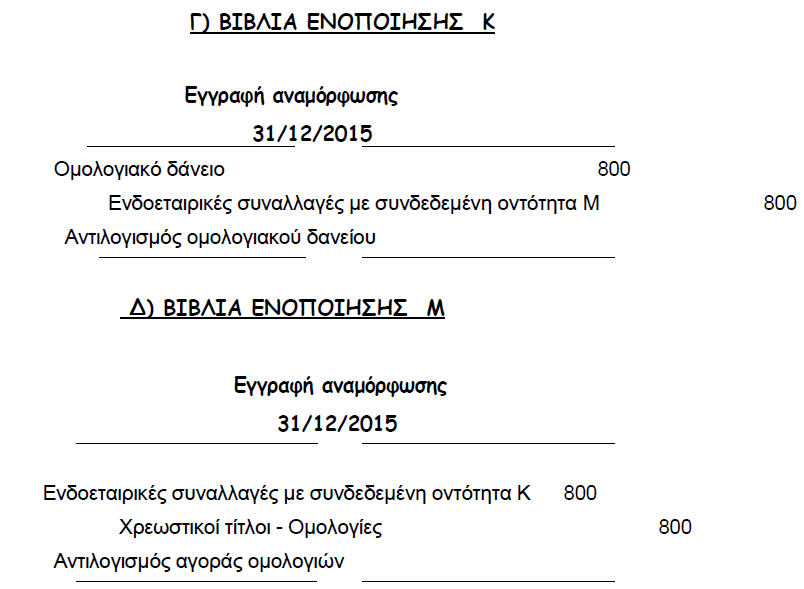 Γ) ΒΙΒΛΙΑ ΕΝΟΠΟΙΗΣΗΣ Κ
Εγγραφή αναμόρφωσης
31/12/2015
Ομολογιακό δάνειο 800
Ενδοεταιρικές συναλλαγές με συνδεδεμένη οντότητα Μ 800
Αντιλογισμός ομολογιακού δανείου
Δ) ΒΙΒΛΙΑ ΕΝΟΠΟΙΗΣΗΣ Μ
Εγγραφή αναμόρφωσης
31/12/2015
Ενδοεταιρικές συναλλαγές με συνδεδεμένη οντότητα Κ 800
Χρεωστικοί τίτλοι - Ομολογίες 800
Αντιλογισμός αγοράς ομολογιών